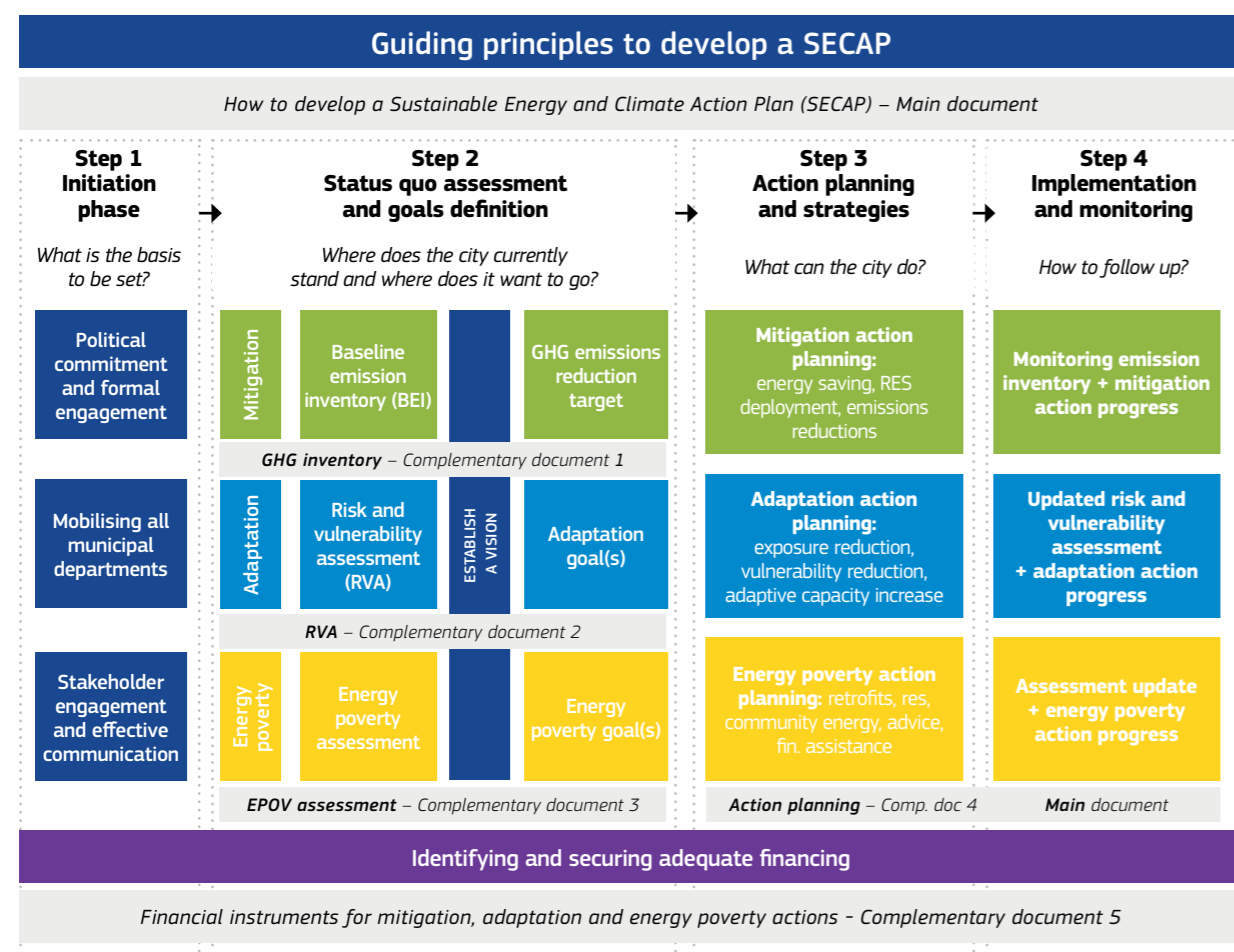 Guiding principles to develop a SECAP
How to develop a Sustainable Energy and Climate Action Plan (SECAP) – Main document
Step 1
Initiation
phase
What is the basis
to be set?
Political
commitment
and formal
engagement
Mobilising all
municipal
departments
Stakeholder
engagement
and effective
communication
Step 2
Status quo assessment
and goals definition
Where does the city currently
stand and where does it want to go?
Mitigation
Baseline
emission
inventory (BEI)
GHG emissions
reduction
target
GHG inventory – Complementary document 1
Adaptation
Risk and
vulnerability
assessment
(RVA)
ESTABLISH
A VISION
Adaptation
goal(s)
RVA – Complementary document 2
Energy
poverty
Energy
poverty
assessment
Energy
poverty goal(s)
EPOV assessment – Complementary document 3
Step 3
Action planning
and strategies
What can the city do?
Mitigation action
planning:
energy saving, RES
deployment, emissions
reductions
Adaptation action
planning:
exposure reduction,
vulnerability reduction,
adaptive capacity increase
Energy poverty action
planning: retrofits, res,
community energy, advice,
fin. assistance
Action planning – Comp. doc 4
Step 4
Implementation
and monitoring
How to follow up?
Monitoring emission
inventory + mitigation
action progress
Updated risk and
vulnerability
assessment
+ adaptation action
progress
Assessment update
+ energy poverty
action progress
Main document
Identifying and securing adequate financing
Financial instruments for mitigation, adaptation and energy poverty actions - Complementary document 5